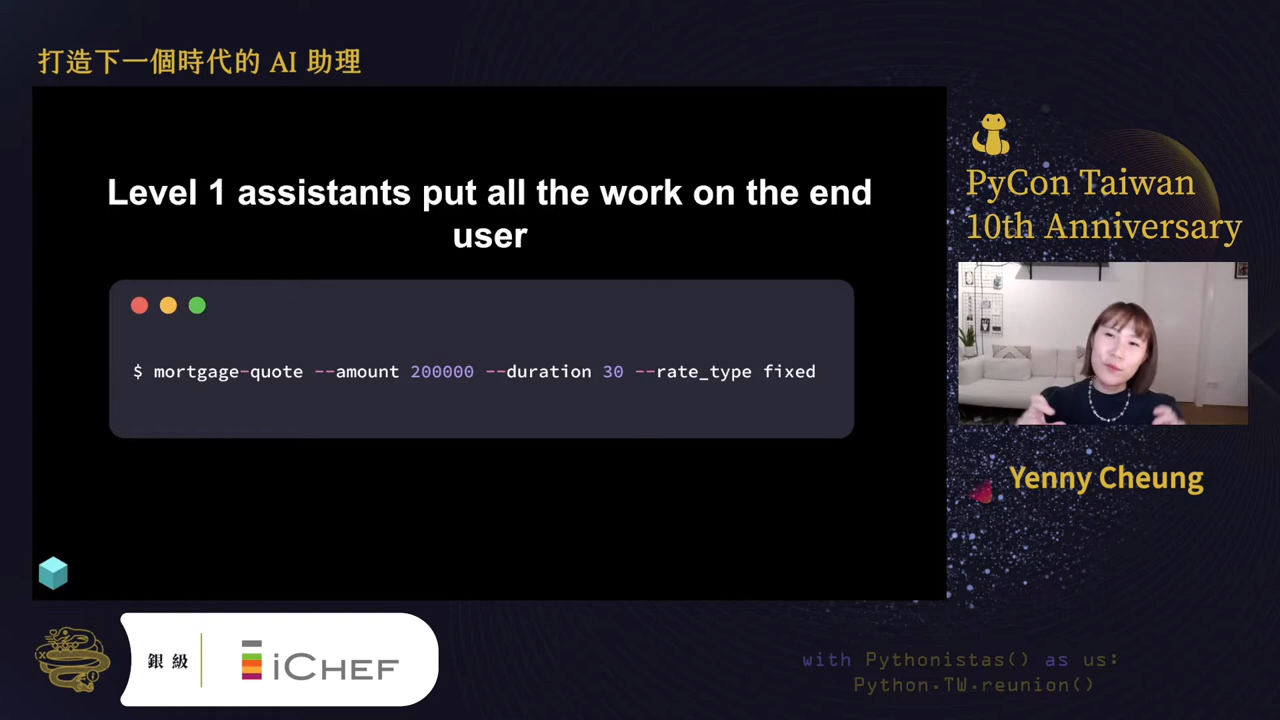 打造下一個時代的 AI 助理
Level 1 assistants put all the work on the end
user
$ mortgage-quote --amount 200000 --duration 30 --rate_type fixed
PyCon Taiwan
10th Anniversary
Yenny Cheung
銀級
iCHEF
with Pythonistas() as us:
Python.TW.reunion()